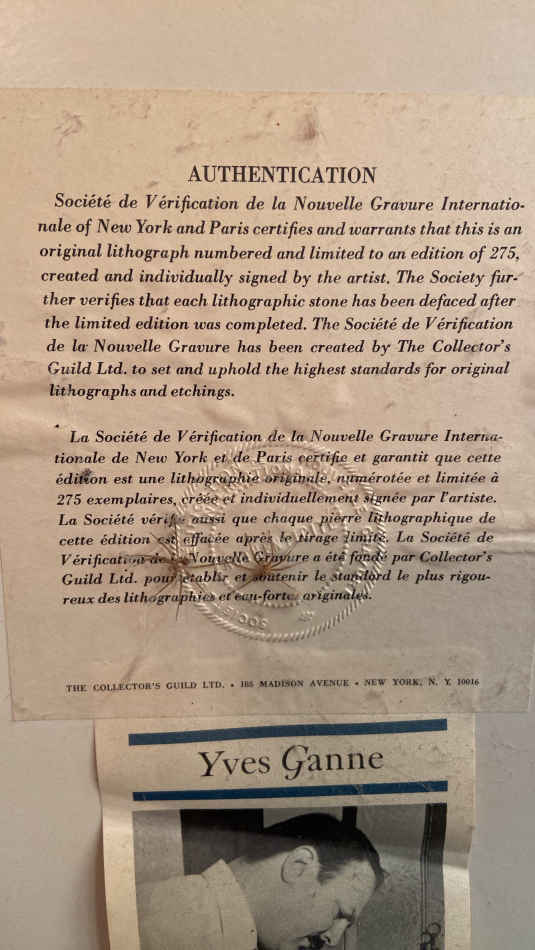 AUTHENTICATION
Société de Vérification de la Nouvelle Gravure Internatio-
nale of New York and Paris certifies and warrants that this is an
original lithograph numbered and limited to an edition of 275,
created and individually signed by the artist. The Society fur-
ther verifies that each lithographic stone has been defaced after
the limited edition was completed. The Société de Vérification
de la Nouvelle Gravure has been created by The Collector's
Guild Ltd. to set and uphold the highest standards for original
lithographs and etchings.
La Société de Vérification de la Nouvelle Gravure Interna-
tionale de New York et de Paris certifie et garantit que cette
édition est une lithographie originale, numérotée et limitée à
275 exemplaires, créée et individuellement signée par l'artiste.
La Société vérifie aussi que chaque pierre lithographique de
cette édition est effacée après le tirage limité. La Société de
Vérification de la Nouvelle Gravure a été fondé par Collector's
Guild Ltd. pour établir et soutenir le standard le plus rigou-
reux des lithographies et eau-fortes originales.
THE COLLECTOR'S GUILD LTD. • 185 MADISON AVENUE • NEW YORK, N. Y. 10016
Yves Ganne